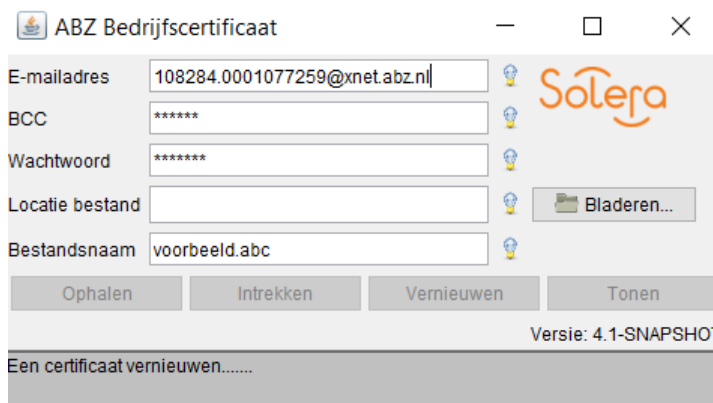 ABZ Bedrijfscertificaat
E-mailadres 108284.0001077259@xnet.abz.nl
Solera
BCC ******
Wachtwoord *******
Locatie bestand Bladeren...
Bestandsnaam voorbeeld.abc
Ophalen Intrekken Vernieuwen Tonen
Versie: 4.1-SNAPSHOT
Een certificaat vernieuwen.......